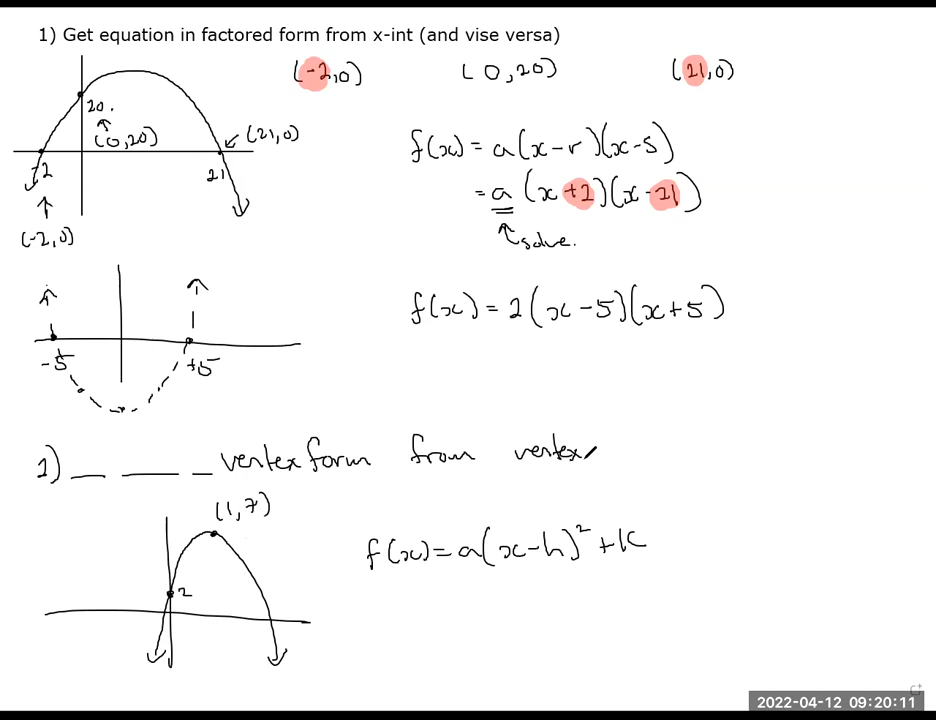 1) Get equation in factored form from x-int (and vise versa)
(-2,0) (0,20) (21,0)
20.
(0,20)
(21,0)
-2
21
(-2,0)
f(x) = a(x-r)(x-s)
= a (x+2)(x-21)
solve.
f(x) = 2(x-5)(x+5)
-5
+5
2) _ _ _ vertex form from vertex
(1,7)
2
f(x) = a(x-h)² + k
2022-04-12 09:20:11